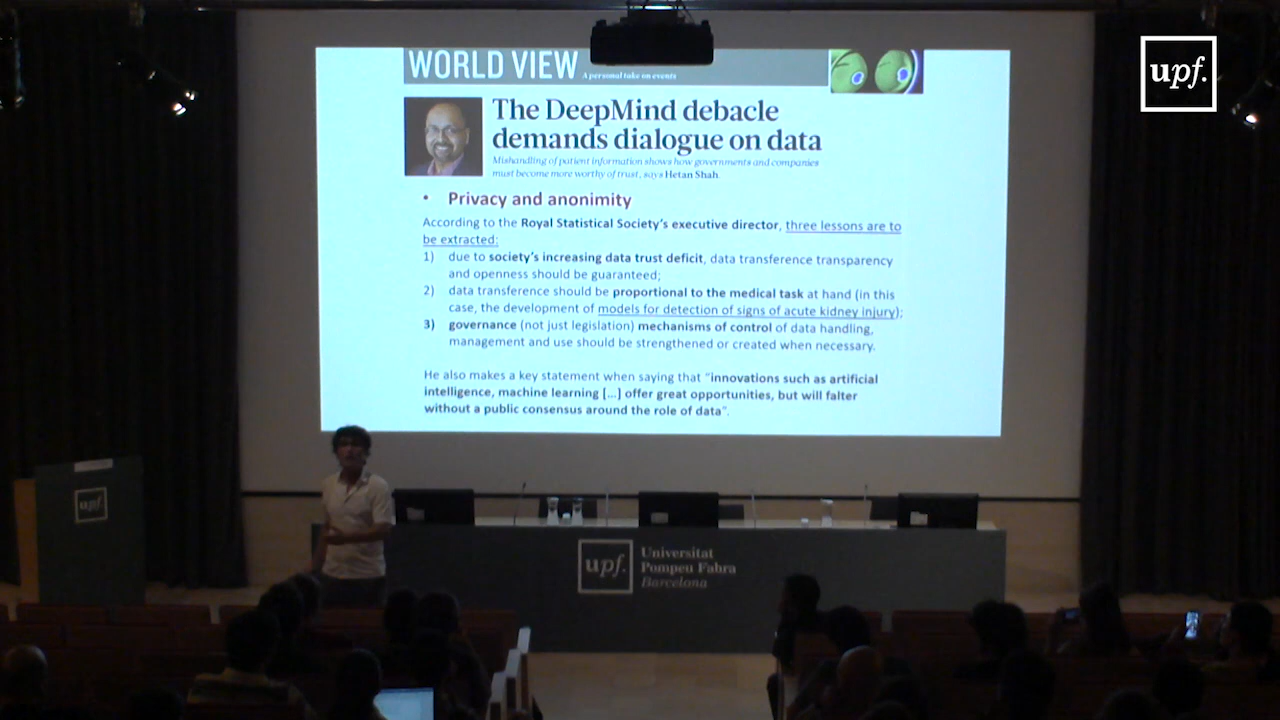 WORLD VIEW A personal take on events
upf.
The DeepMind debacle
demands dialogue on data
Mishandling of patient information shows how governments and companies
must become more worthy of trust, says Hetan Shah.
• Privacy and anonimity
According to the Royal Statistical Society's executive director, three lessons are to
be extracted:
1) due to society's increasing data trust deficit, data transference transparency
and openness should be guaranteed;
2) data transference should be proportional to the medical task at hand (in this
case, the development of models for detection of signs of acute kidney injury);
3) governance (not just legislation) mechanisms of control of data handling,
management and use should be strengthened or created when necessary.
He also makes a key statement when saying that "innovations such as artificial
intelligence, machine learning [...] offer great opportunities, but will falter
without a public consensus around the role of data".
upf.
upf.
Universitat
Pompeu Fabra
Barcelona